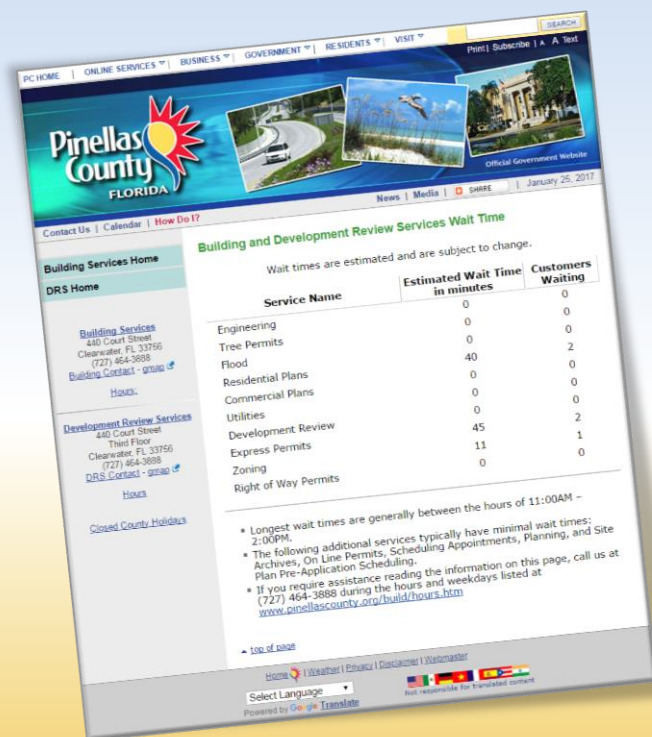 SEARCH
PC HOME | ONLINE SERVICES | BUSINESS | GOVERNMENT | RESIDENTS | VISIT
Print | Subscribe | A A Text
Pinellas
County
FLORIDA
Official Government Website
Contact Us | Calendar | How Do I?
News | Media | SHARE | January 25, 2017
Building Services Home
DRS Home
Building Services
440 Court Street
Clearwater, FL 33756
(727) 464-3888
Building Contact - gmap
Hours:
Development Review Services
440 Court Street
Third Floor
Clearwater, FL 33756
(727) 464-3888
DRS Contact - gmap
Hours
Closed County Holidays
Building and Development Review Services Wait Time
Wait times are estimated and are subject to change.
Service Name Estimated Wait Time in minutes Customers Waiting
Engineering 0 0
Tree Permits 0 0
Flood 0 0
Residential Plans 40 2
Commercial Plans 0 0
Utilities 0 0
Development Review 0 0
Express Permits 45 2
Zoning 11 1
Right of Way Permits 0 0
Longest wait times are generally between the hours of 11:00AM –
2:00PM.
The following additional services typically have minimal wait times:
Archives, On Line Permits, Scheduling Appointments, Planning, and Site
Plan Pre-Application Scheduling.
If you require assistance reading the information on this page, call us at
(727) 464-3888 during the hours and weekdays listed at
www.pinellascounty.org/build/hours.htm
top of page
Home | Weather | Privacy | Disclaimer | Webmaster
Select Language
Powered by Google Translate
Not responsible for translated content